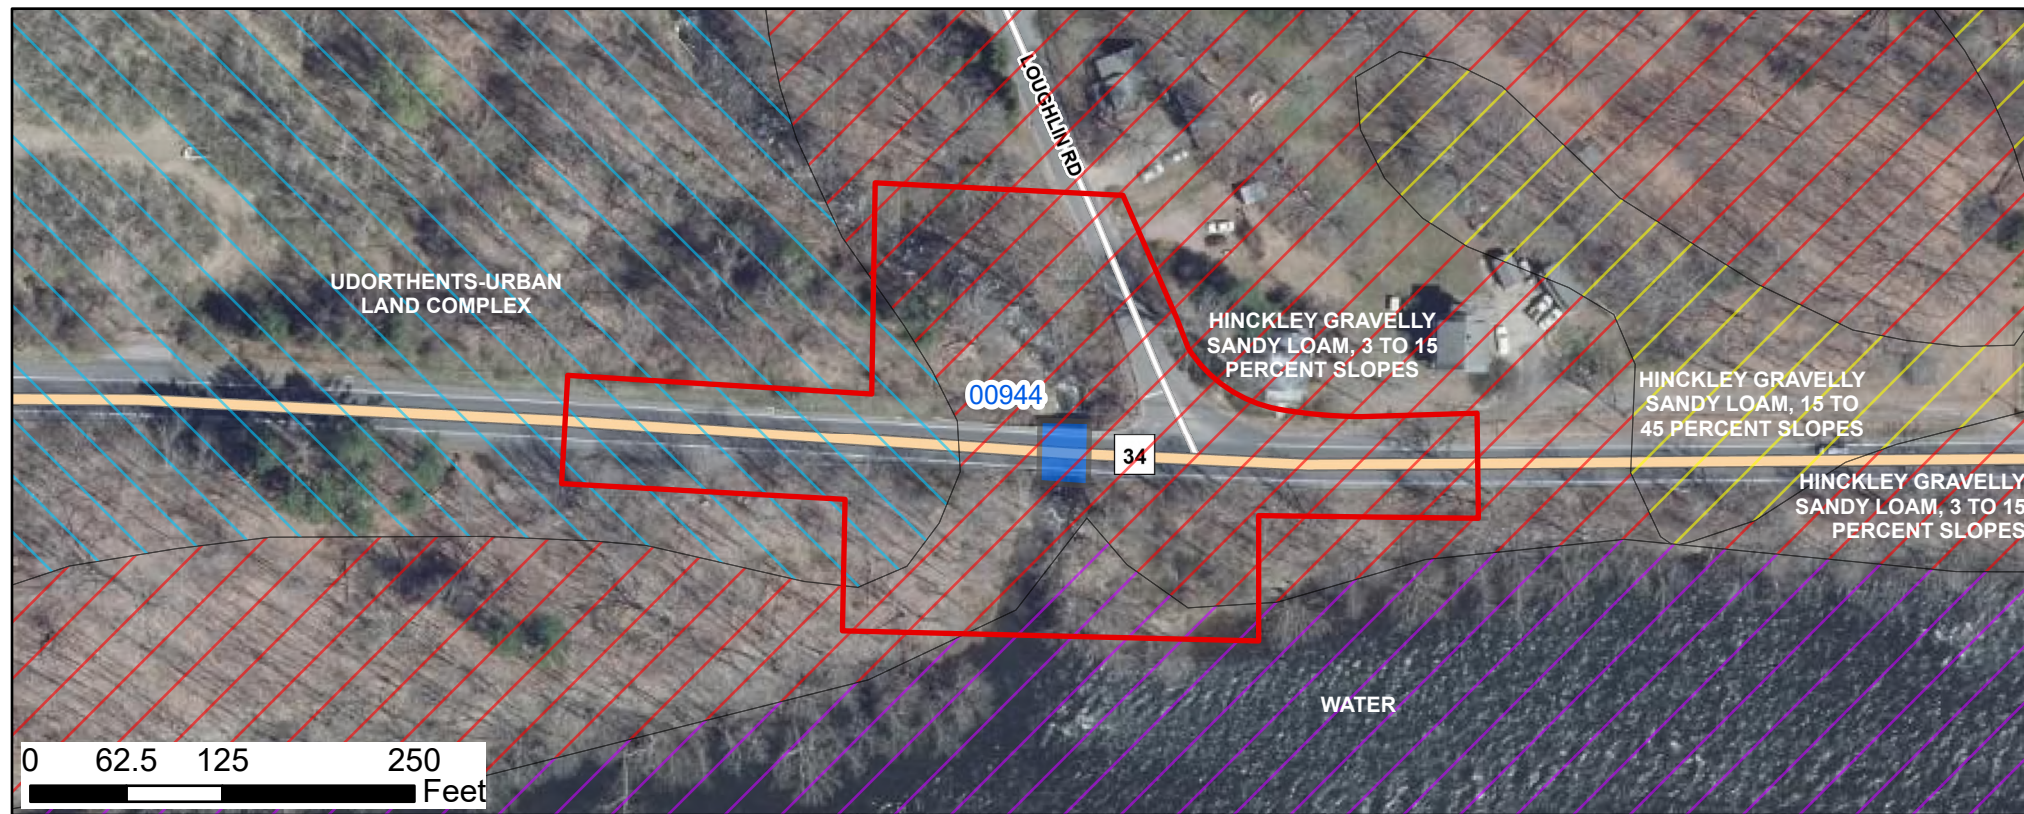 LOUGHLIN RD
UDORTHENTS-URBAN
LAND COMPLEX
HINCKLEY GRAVELLY
SANDY LOAM, 3 TO 15
PERCENT SLOPES
00944
34
HINCKLEY GRAVELLY
SANDY LOAM, 15 TO
45 PERCENT SLOPES
HINCKLEY GRAVELLY
SANDY LOAM, 3 TO 15
PERCENT SLOPES
WATER
0 62.5 125 250
Feet